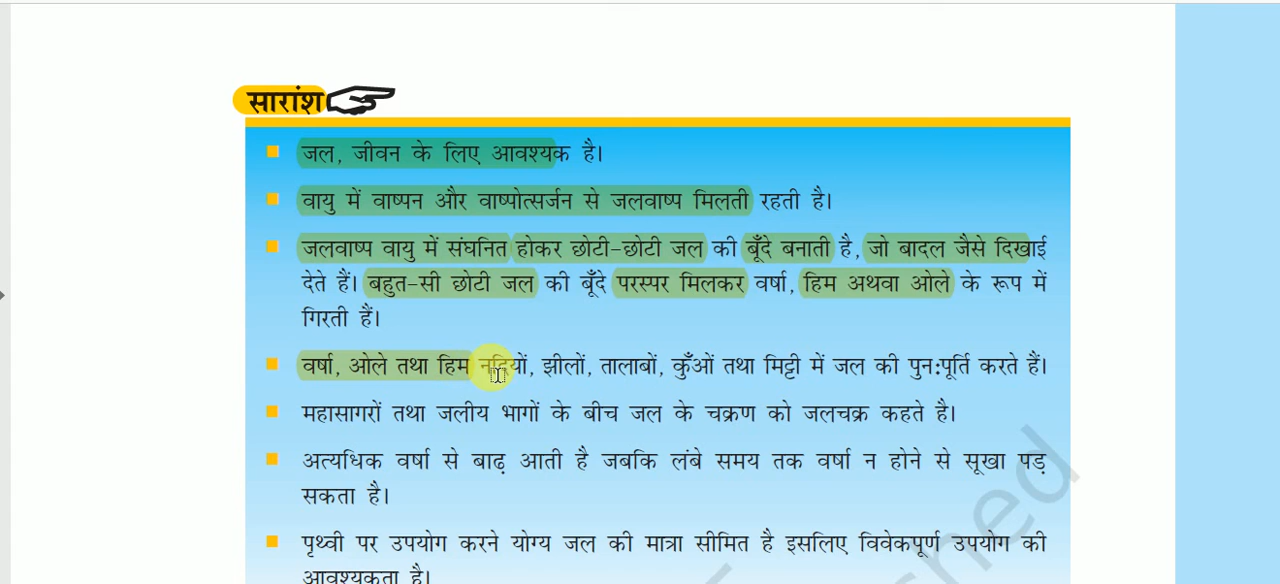 सारांश
जल, जीवन के लिए आवश्यक है।
वायु में वाष्पन और वाष्पोत्सर्जन से जलवाष्प मिलती रहती है।
जलवाष्प वायु में संघनित होकर छोटी-छोटी जल की बूँदे बनाती है, जो बादल जैसे दिखाई
देते हैं। बहुत-सी छोटी जल की बूँदे परस्पर मिलकर वर्षा, हिम अथवा ओले के रूप में
गिरती हैं।
वर्षा, ओले तथा हिम नदियों, झीलों, तालाबों, कुँओं तथा मिट्टी में जल की पुन:पूर्ति करते हैं।
महासागरों तथा जलीय भागों के बीच जल के चक्रण को जलचक्र कहते है।
अत्यधिक वर्षा से बाढ़ आती है जबकि लंबे समय तक वर्षा न होने से सूखा पड़
सकता है।
पृथ्वी पर उपयोग करने योग्य जल की मात्रा सीमित है इसलिए विवेकपूर्ण उपयोग की
आवश्यकता है।